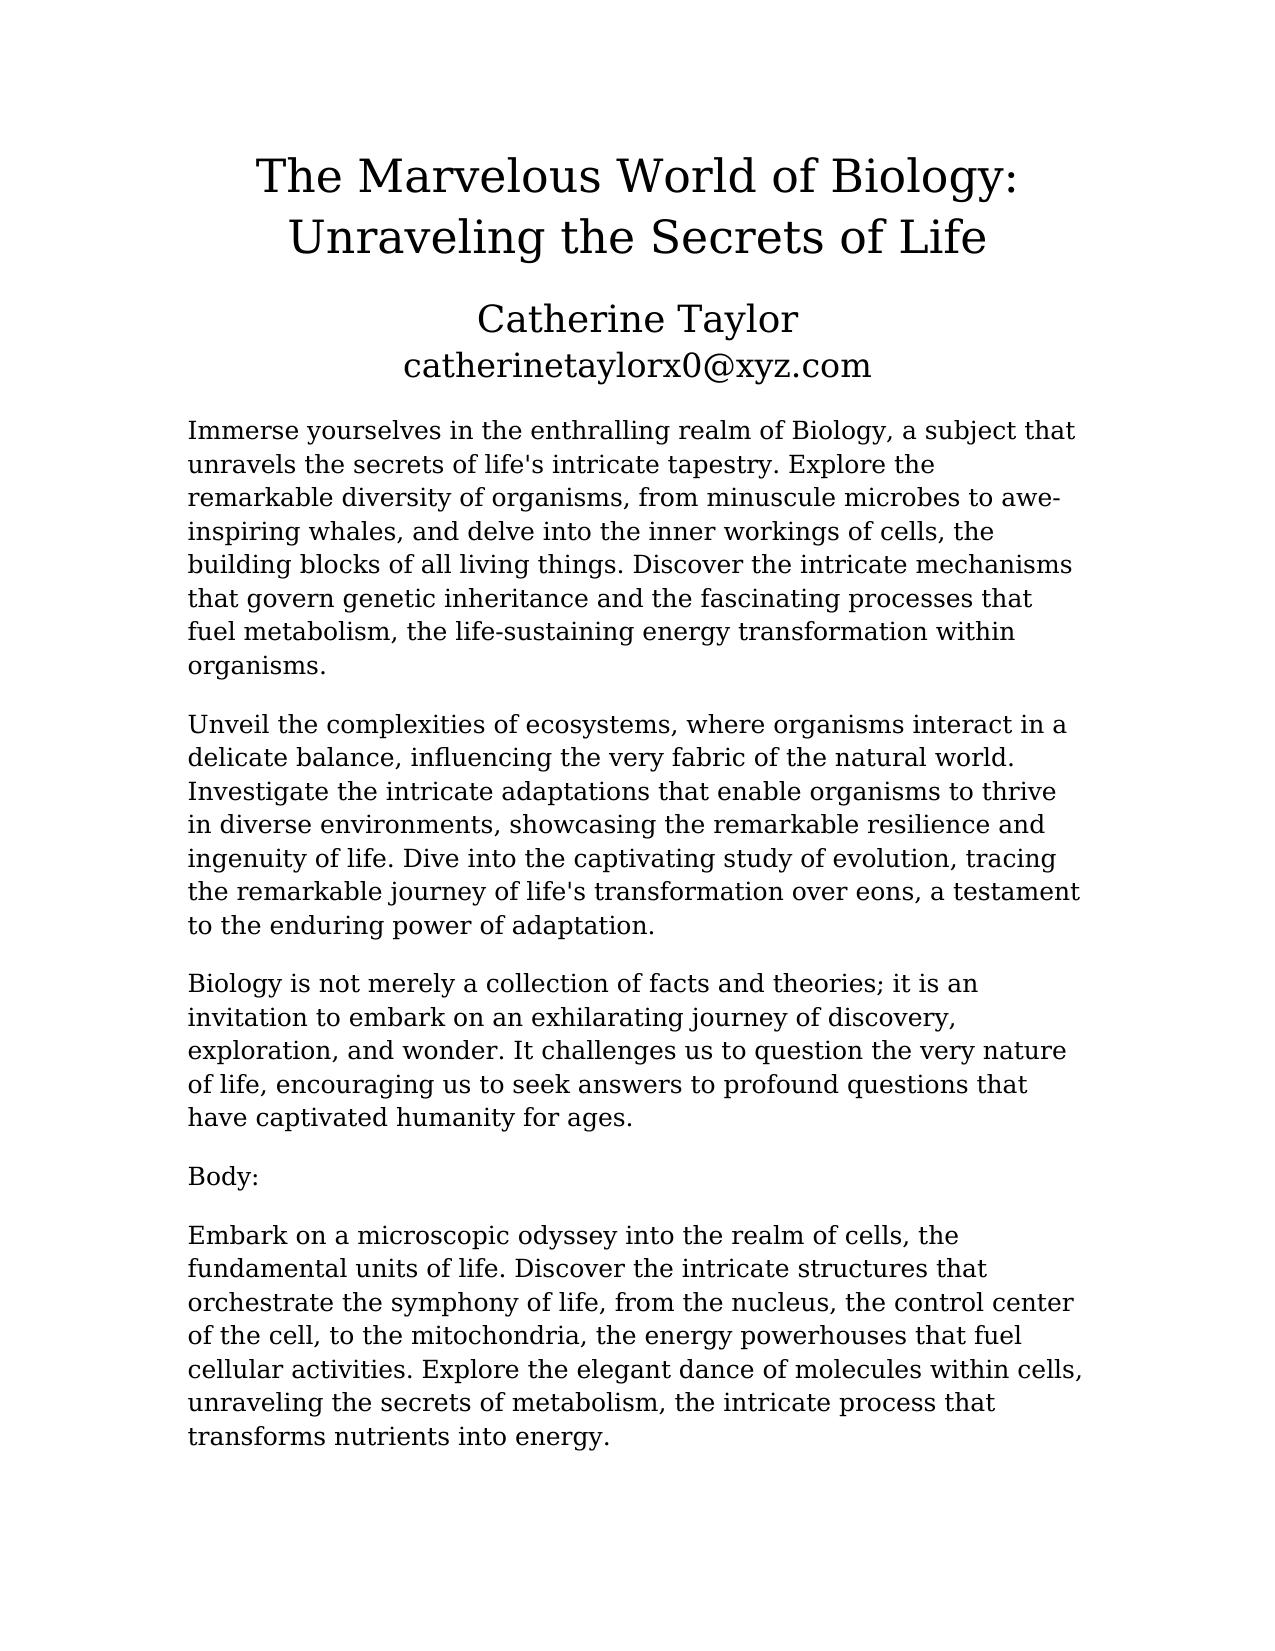 The Marvelous World of Biology:
Unraveling the Secrets of Life
Catherine Taylor
catherinetaylorx0@xyz.com
Immerse yourselves in the enthralling realm of Biology, a subject that
unravels the secrets of life's intricate tapestry. Explore the
remarkable diversity of organisms, from minuscule microbes to awe-
inspiring whales, and delve into the inner workings of cells, the
building blocks of all living things. Discover the intricate mechanisms
that govern genetic inheritance and the fascinating processes that
fuel metabolism, the life-sustaining energy transformation within
organisms.
Unveil the complexities of ecosystems, where organisms interact in a
delicate balance, influencing the very fabric of the natural world.
Investigate the intricate adaptations that enable organisms to thrive
in diverse environments, showcasing the remarkable resilience and
ingenuity of life. Dive into the captivating study of evolution, tracing
the remarkable journey of life's transformation over eons, a testament
to the enduring power of adaptation.
Biology is not merely a collection of facts and theories; it is an
invitation to embark on an exhilarating journey of discovery,
exploration, and wonder. It challenges us to question the very nature
of life, encouraging us to seek answers to profound questions that
have captivated humanity for ages.
Body:
Embark on a microscopic odyssey into the realm of cells, the
fundamental units of life. Discover the intricate structures that
orchestrate the symphony of life, from the nucleus, the control center
of the cell, to the mitochondria, the energy powerhouses that fuel
cellular activities. Explore the elegant dance of molecules within cells,
unraveling the secrets of metabolism, the intricate process that
transforms nutrients into energy.